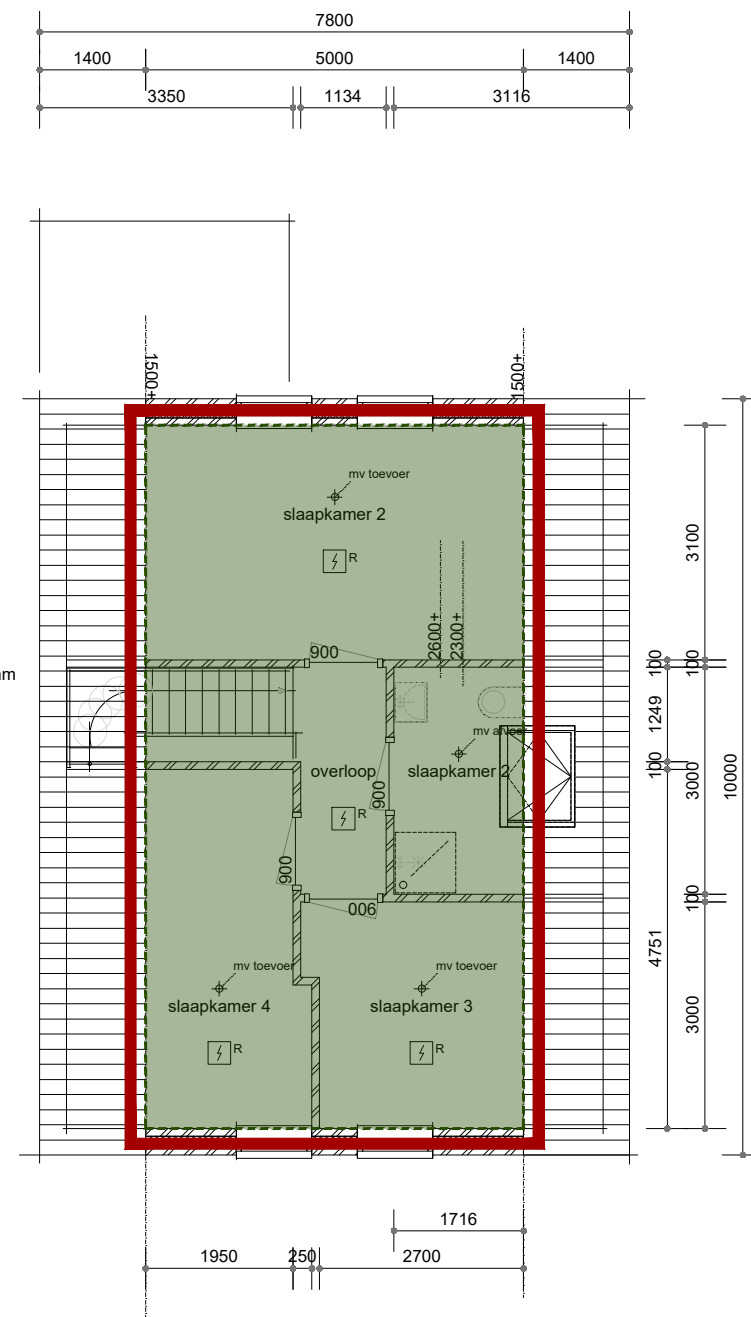 7800
1400 5000 1400
3350 1134 3116
1500+ 1500+
mv toevoer
slaapkamer 2
R
3100
2600+ 2300+
900
100 100
1249
mv afvoer
overloop slaapkamer 2
100 3000
10000
900
R
900
100
900
4751
mv toevoer mv toevoer
slaapkamer 4 slaapkamer 3
3000
R R
1716
1950 250 2700